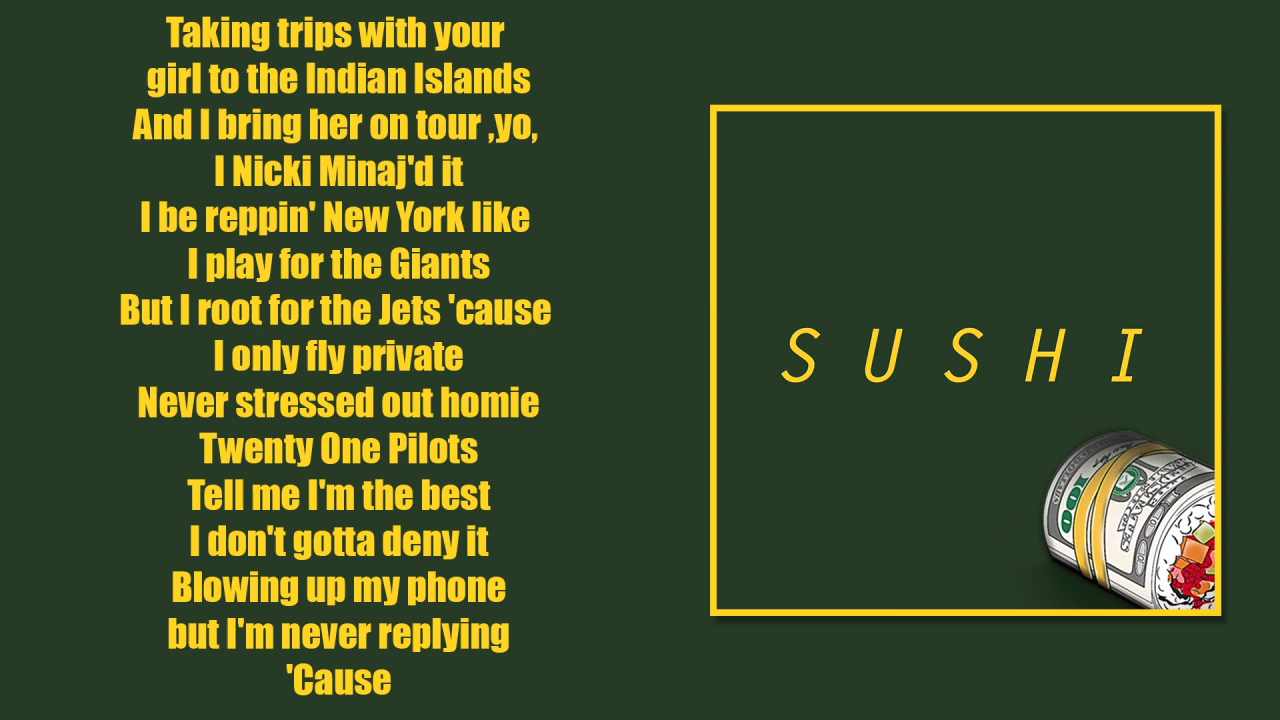 Taking trips with your
girl to the Indian Islands
And I bring her on tour ,yo,
I Nicki Minaj'd it
I be reppin' New York like
I play for the Giants
But I root for the Jets 'cause
I only fly private
Never stressed out homie
Twenty One Pilots
Tell me I'm the best
I don't gotta deny it
Blowing up my phone
but I'm never replying
'Cause
SUSHI
100